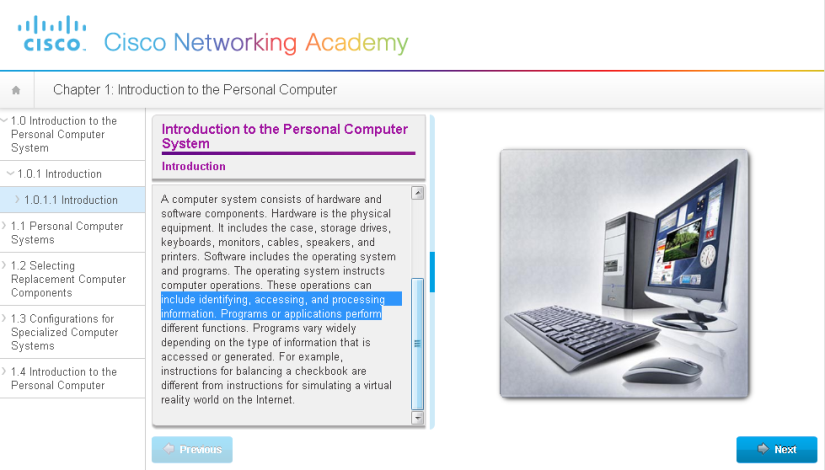 CISCO. Cisco Networking Academy
Chapter 1: Introduction to the Personal Computer
1.0 Introduction to the
Personal Computer
System
1.0.1 Introduction
1.0.1.1 Introduction
1.1 Personal Computer
Systems
1.2 Selecting
Replacement Computer
Components
1.3 Configurations for
Specialized Computer
Systems
1.4 Introduction to the
Personal Computer
Introduction to the Personal Computer
System
Introduction
A computer system consists of hardware and
software components. Hardware is the physical
equipment. It includes the case, storage drives,
keyboards, monitors, cables, speakers, and
printers. Software includes the operating system
and programs. The operating system instructs
computer operations. These operations can
include identifying, accessing, and processing
information. Programs or applications perform
different functions. Programs vary widely
depending on the type of information that is
accessed or generated. For example,
instructions for balancing a checkbook are
different from instructions for simulating a virtual
reality world on the Internet.
Previous
Next